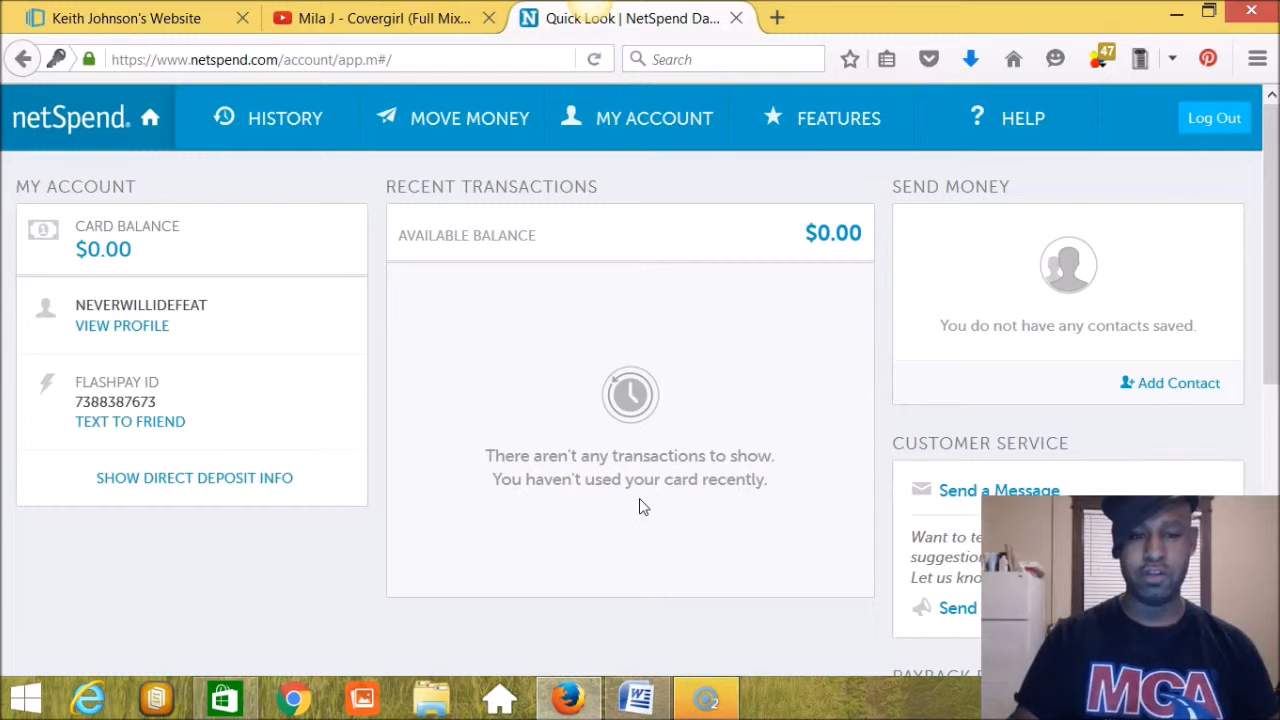 Keith Johnson's Website
Mila J - Covergirl (Full Mix...
Quick Look | NetSpend Da...
https://www.netspend.com/account/app.m#/
Search
47
netSpend.
HISTORY
MOVE MONEY
MY ACCOUNT
FEATURES
? HELP
Log Out
MY ACCOUNT
CARD BALANCE
$0.00
NEVERWILLIDEFEAT
VIEW PROFILE
FLASHPAY ID
7388387673
TEXT TO FRIEND
SHOW DIRECT DEPOSIT INFO
RECENT TRANSACTIONS
AVAILABLE BALANCE
$0.00
There aren't any transactions to show.
You haven't used your card recently.
SEND MONEY
You do not have any contacts saved.
Add Contact
CUSTOMER SERVICE
Send a Message
Want to te
suggestion
Let us kno
Send
MCA